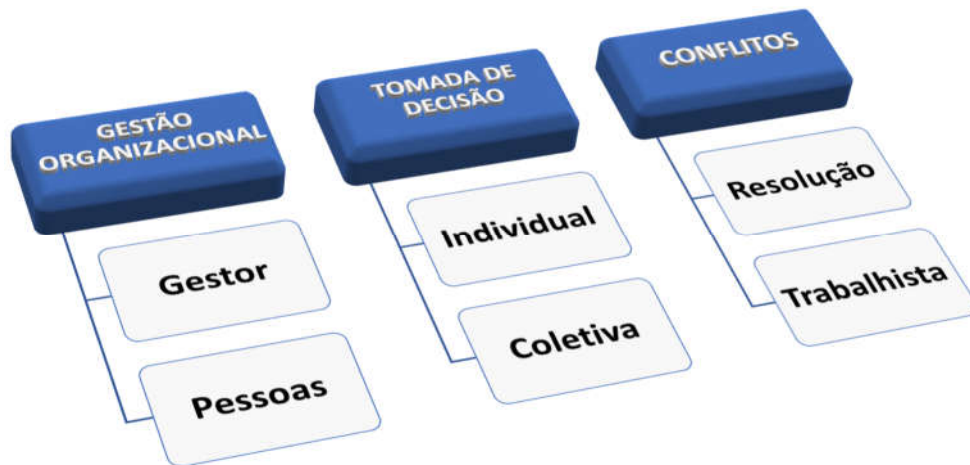 GESTÃO
ORGANIZACIONAL
Gestor
Pessoas
TOMADA DE
DECISÃO
Individual
Coletiva
CONFLITOS
Resolução
Trabalhista